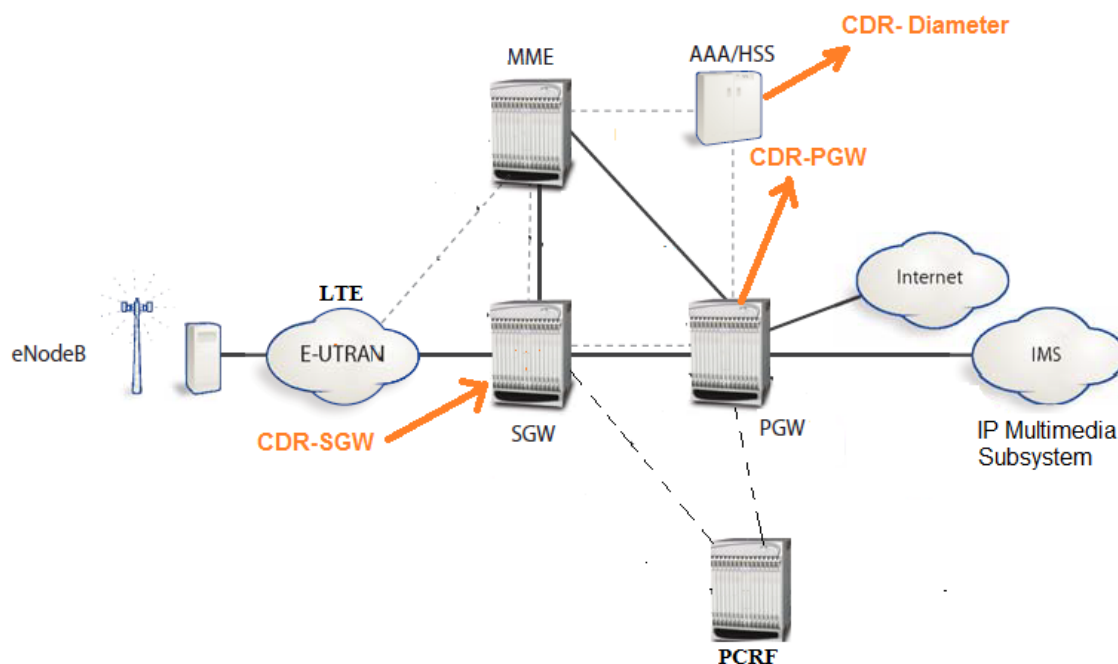 CDR- Diameter
MME
AAA/HSS
CDR-PGW
Internet
LTE
eNodeB
E-UTRAN
IMS
SGW
PGW
CDR-SGW
IP Multimedia
Subsystem
PCRF